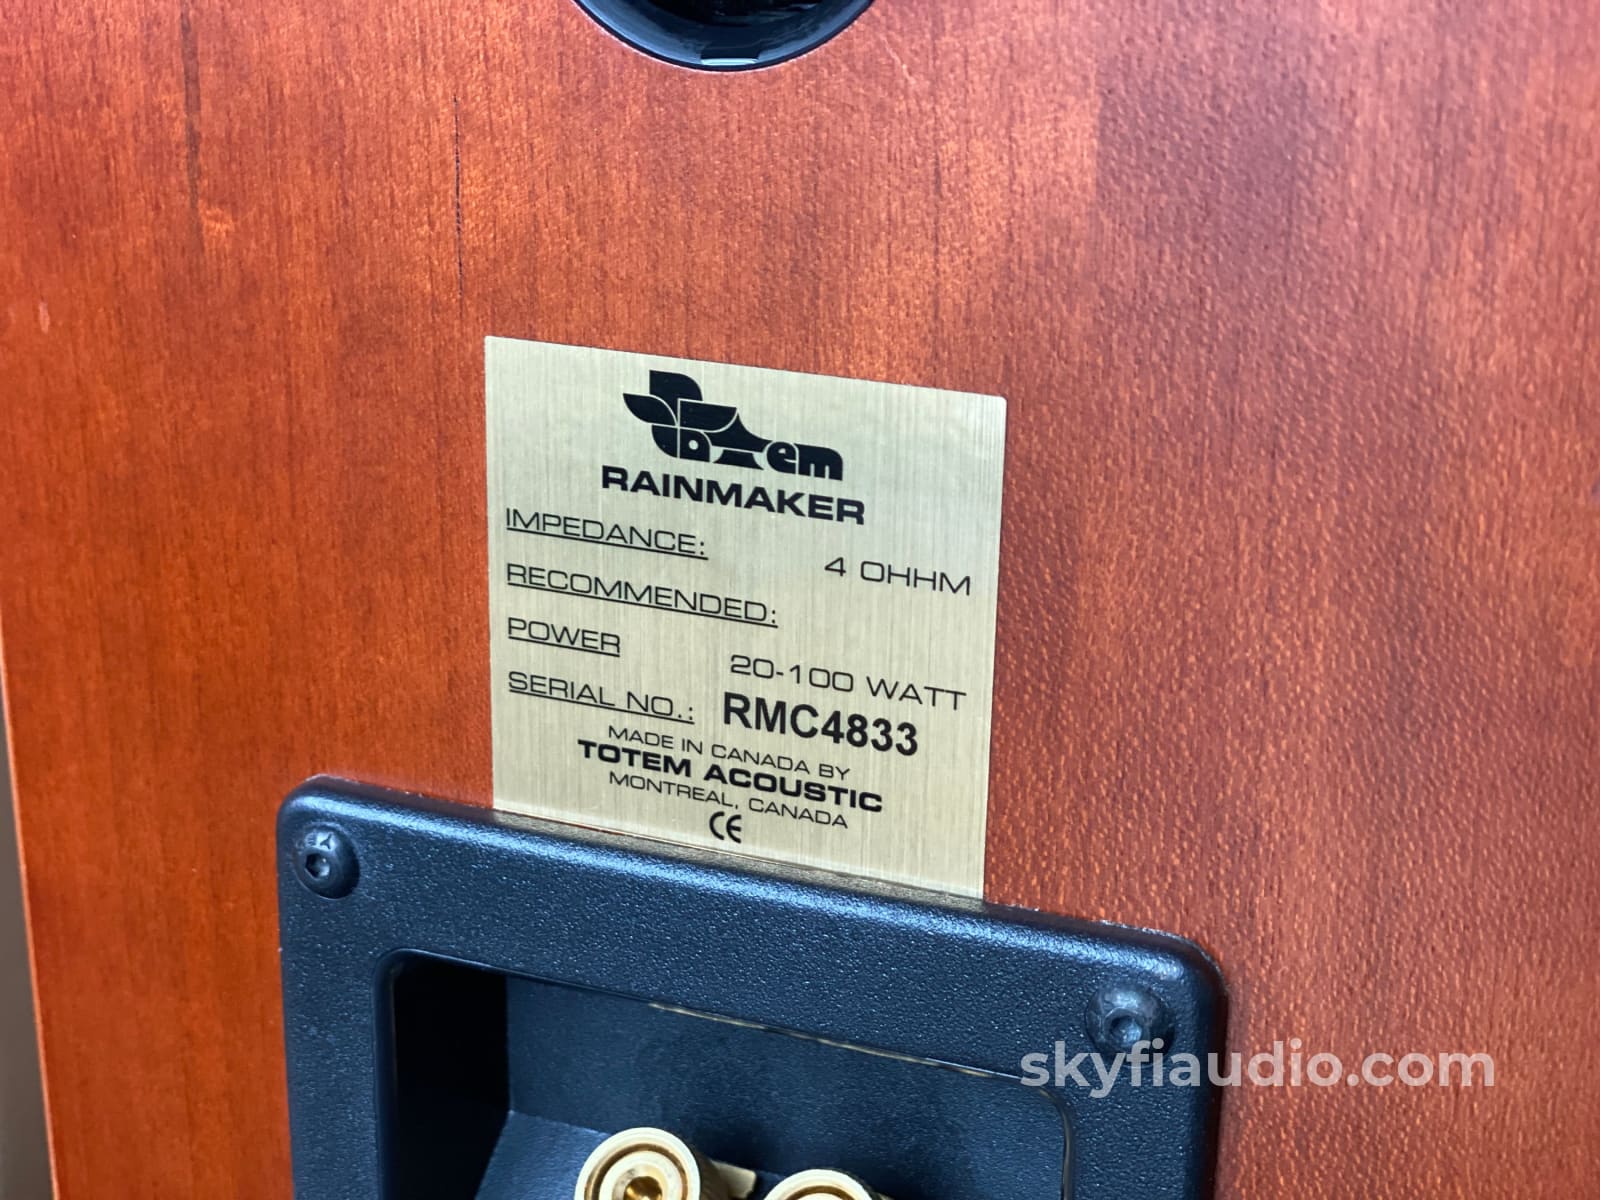 Totem
RAINMAKER
IMPEDANCE:
4 OHHM
RECOMMENDED:
POWER
20-100 WATT
SERIAL NO.: RMC4833
MADE IN CANADA BY
TOTEM ACOUSTIC
MONTREAL, CANADA
CE
skyfiaudio.com